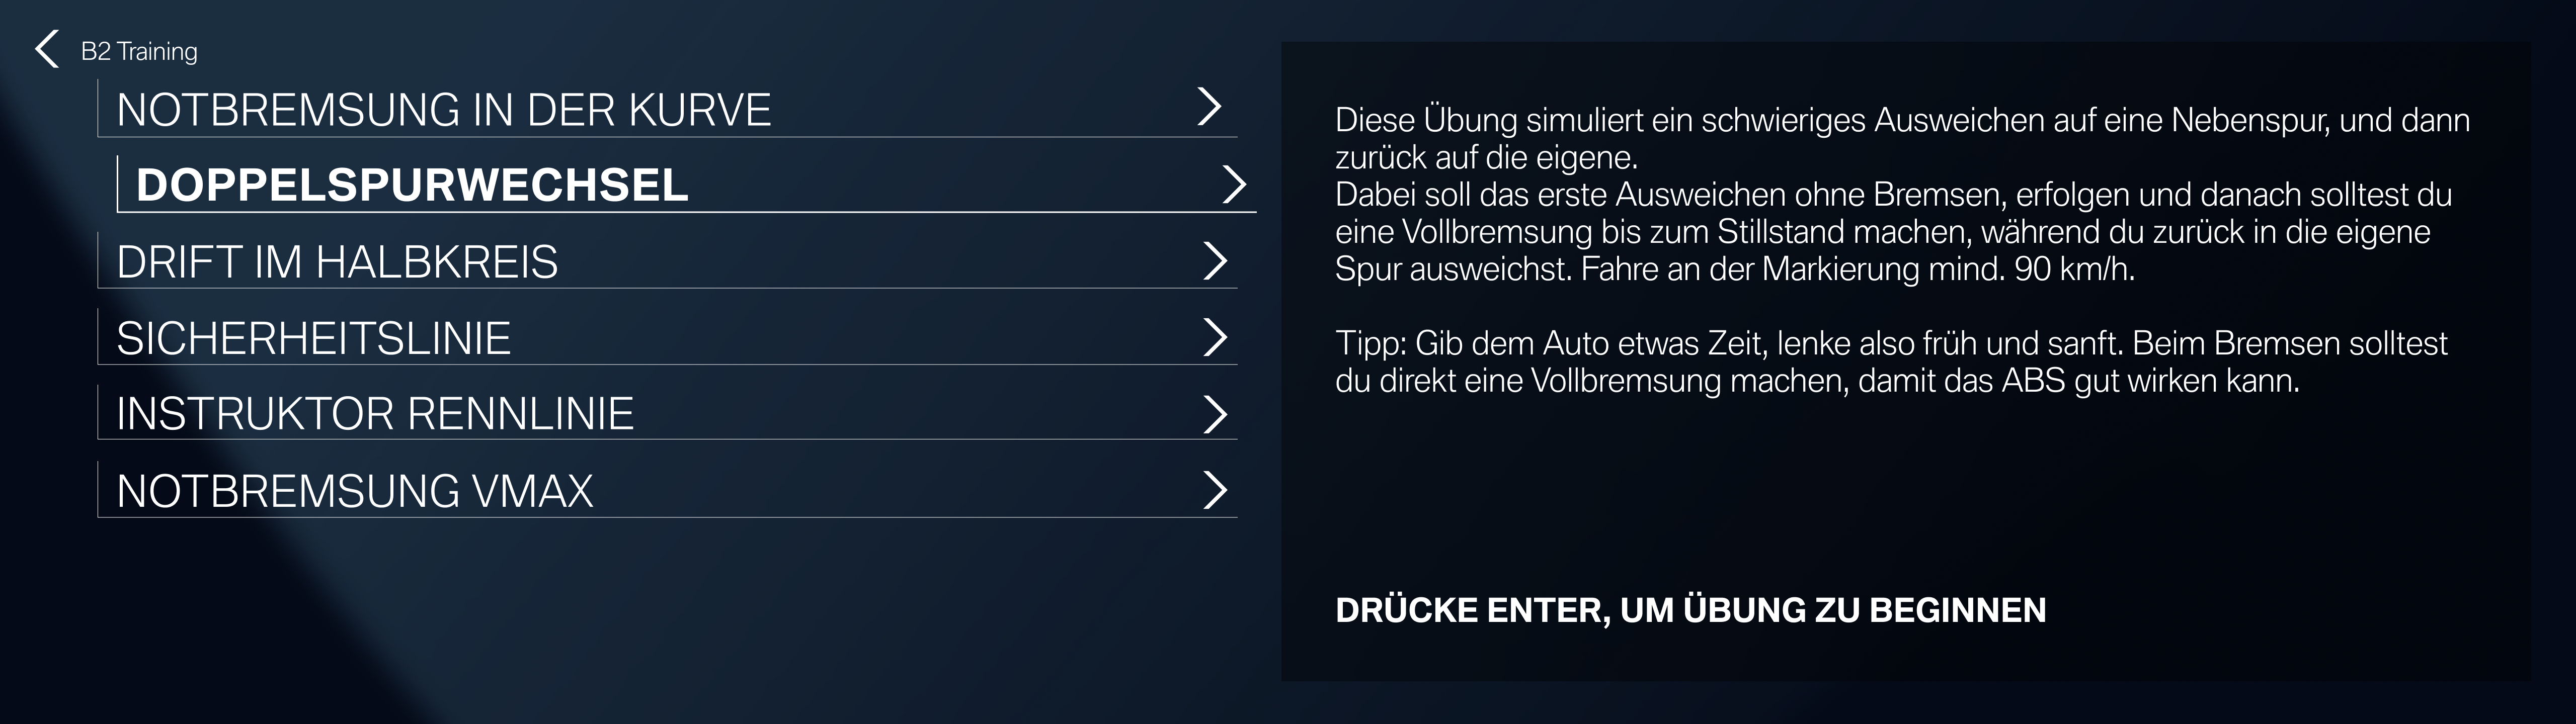 B2 Training
NOTBREMSUNG IN DER KURVE
DOPPELSPURWECHSEL
DRIFT IM HALBKREIS
SICHERHEITSLINIE
INSTRUKTOR RENNLINIE
NOTBREMSUNG VMAX
Diese Übung simuliert ein schwieriges Ausweichen auf eine Nebenspur, und dann
zurück auf die eigene.
Dabei soll das erste Ausweichen ohne Bremsen, erfolgen und danach solltest du
eine Vollbremsung bis zum Stillstand machen, während du zurück in die eigene
Spur ausweichst. Fahre an der Markierung mind. 90 km/h.
Tipp: Gib dem Auto etwas Zeit, lenke also früh und sanft. Beim Bremsen solltest
du direkt eine Vollbremsung machen, damit das ABS gut wirken kann.
DRÜCKE ENTER, UM ÜBUNG ZU BEGINNEN